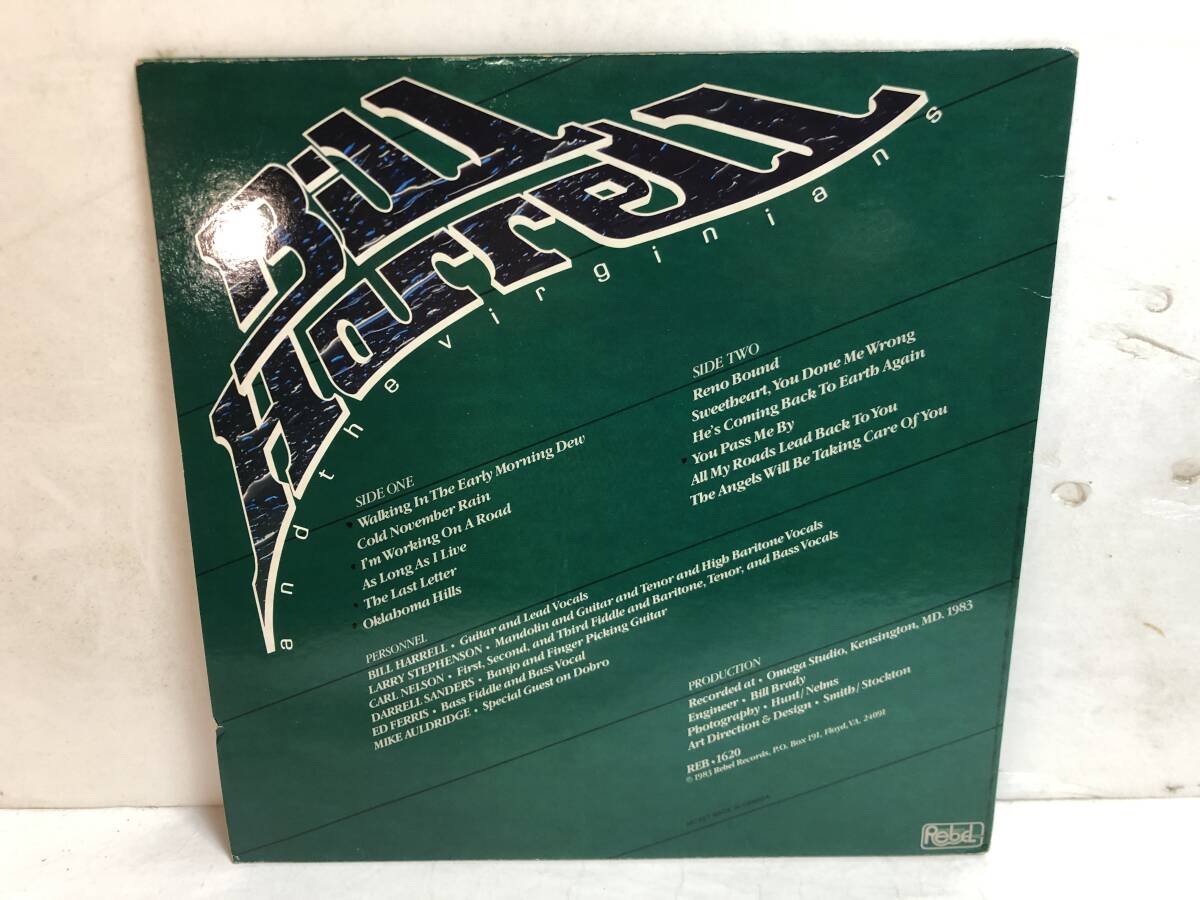 Bill
Harrell
and the virginians
SIDE ONE
• Walking In The Early Morning Dew
Cold November Rain
• I'm Working On A Road
As Long As I Live
• The Last Letter
• Oklahoma Hills
SIDE TWO
Reno Bound
Sweetheart, You Done Me Wrong
He's Coming Back To Earth Again
• You Pass Me By
All My Roads Lead Back To You
The Angels Will Be Taking Care Of You
PERSONNEL
BILL HARRELL • Guitar and Lead Vocals
LARRY STEPHENSON • Mandolin and Guitar and Tenor and High Baritone Vocals
CARL NELSON • First, Second, and Third Fiddle and Baritone, Tenor, and Bass Vocals
DARRELL SANDERS • Banjo and Finger Picking Guitar
ED FERRIS • Bass Fiddle and Bass Vocal
MIKE AULDRIDGE • Special Guest on Dobro
PRODUCTION
Recorded at • Omega Studio, Kensington, MD. 1983
Engineer • Bill Brady
Photography • Hunt/Nelms
Art Direction & Design • Smith/Stockton
REB • 1620
© 1983 Rebel Records, P.O. Box 191, Floyd, VA. 24091
Rebel